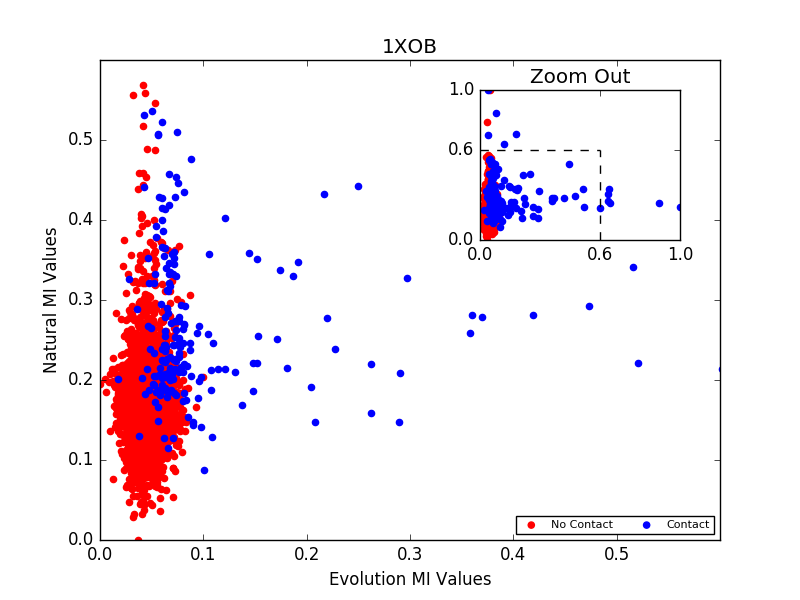 1XOB
Zoom Out
1.0
0.6
0.0
0.0 0.6 1.0
Natural MI Values
0.5
0.4
0.3
0.2
0.1
0.0
No Contact Contact
0.0 0.1 0.2 0.3 0.4 0.5
Evolution MI Values